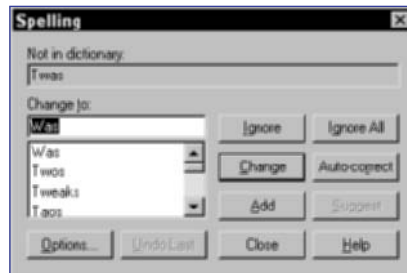 Spelling
Not in dictionary:
Twas
Change to:
Was
Ignore
Ignore All
Was
Twos
Tweaks
Taos
Change
Auto-correct
Add
Suggest
Options...
Undo Last
Close
Help